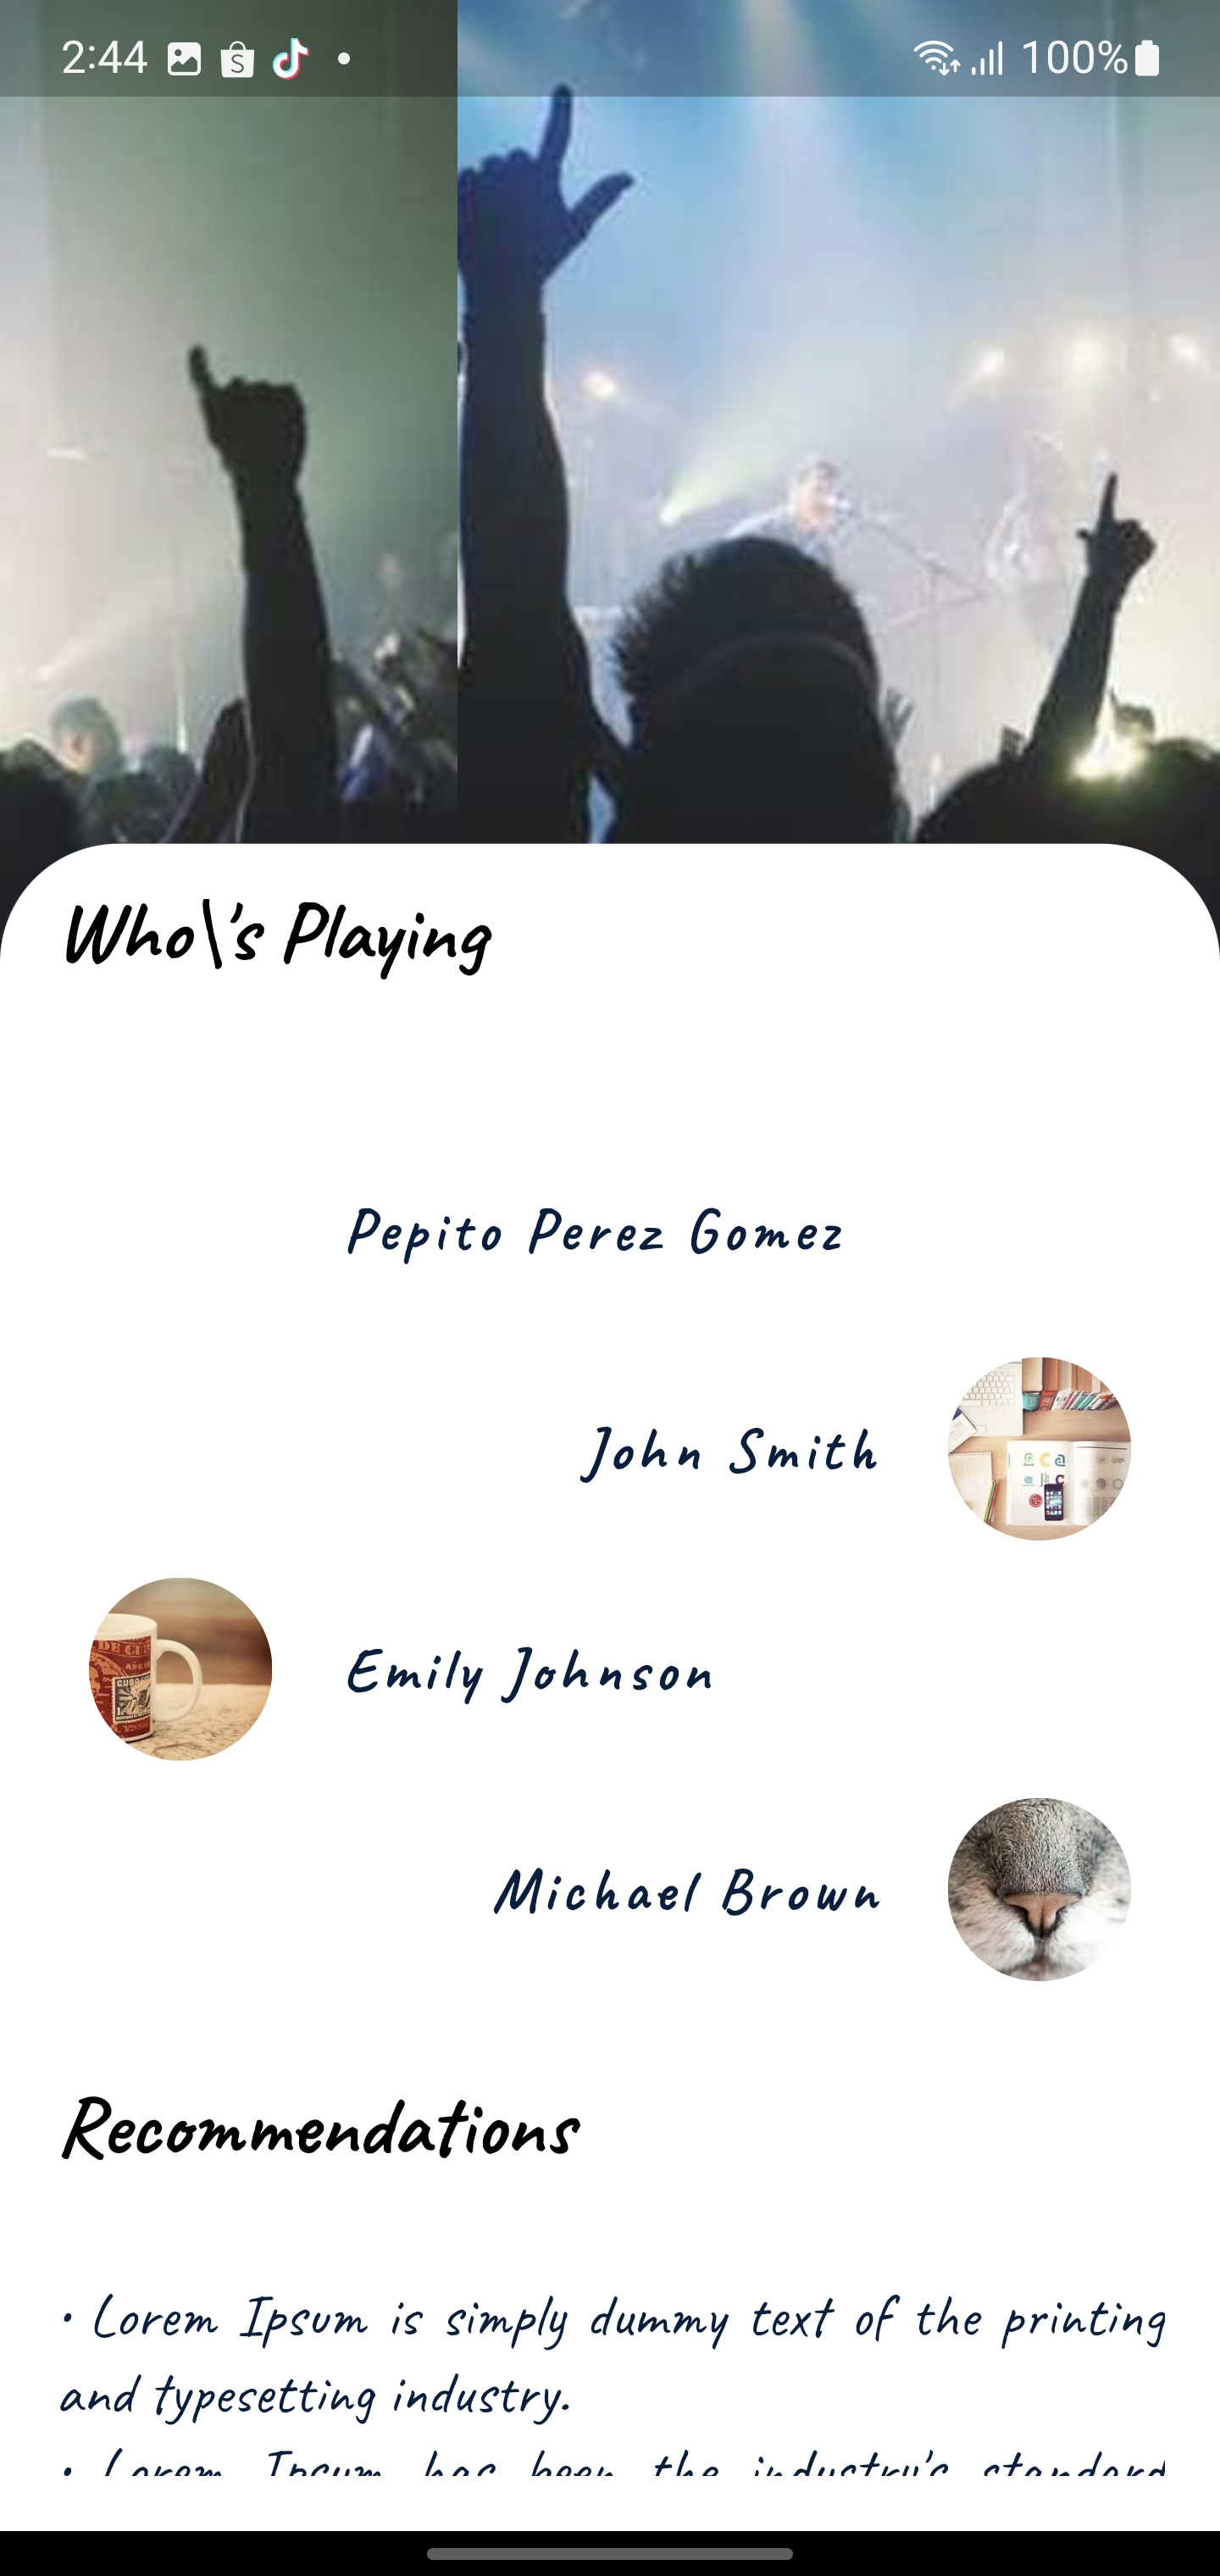 2:44
100%
Who\'s Playing
Pepito Perez Gomez
John Smith
Emily Johnson
Michael Brown
Recommendations
• Lorem Ipsum is simply dummy text of the printing
and typesetting industry.
• Lorem Ipsum has been the industry's standard